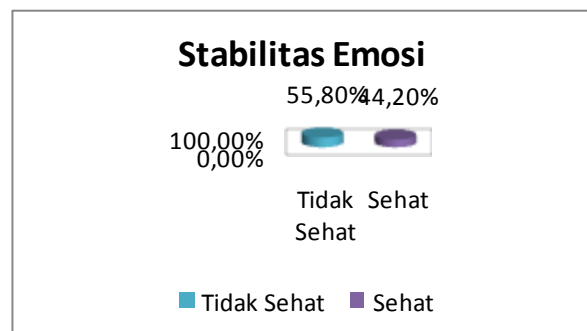 Stabilitas Emosi
55,80% 44,20%
100,00%
0,00%
Tidak Sehat
Sehat
Tidak Sehat Sehat